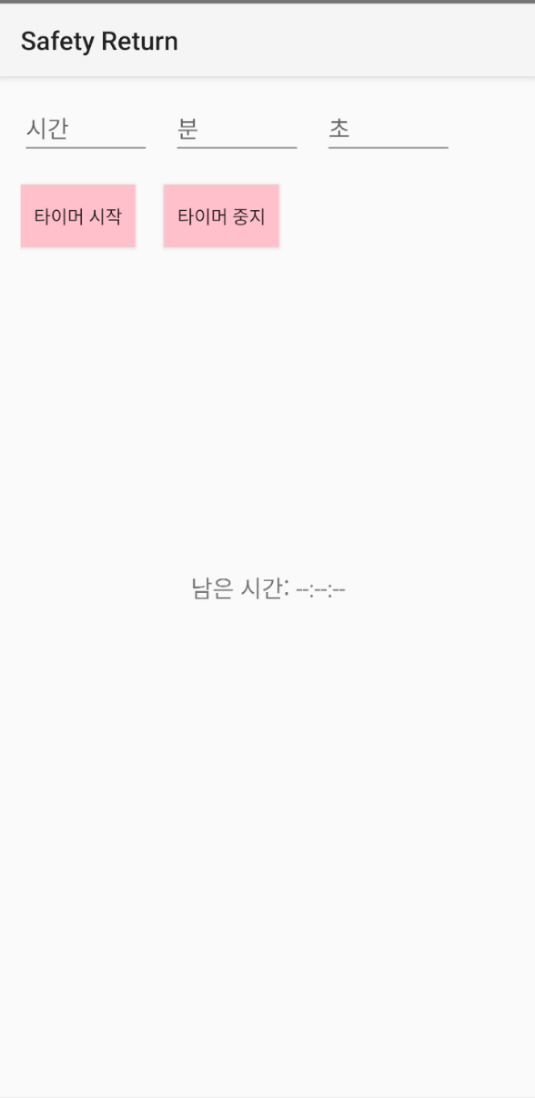 Safety Return
시간 분 초
타이머 시작 타이머 중지
남은 시간: --:--:--